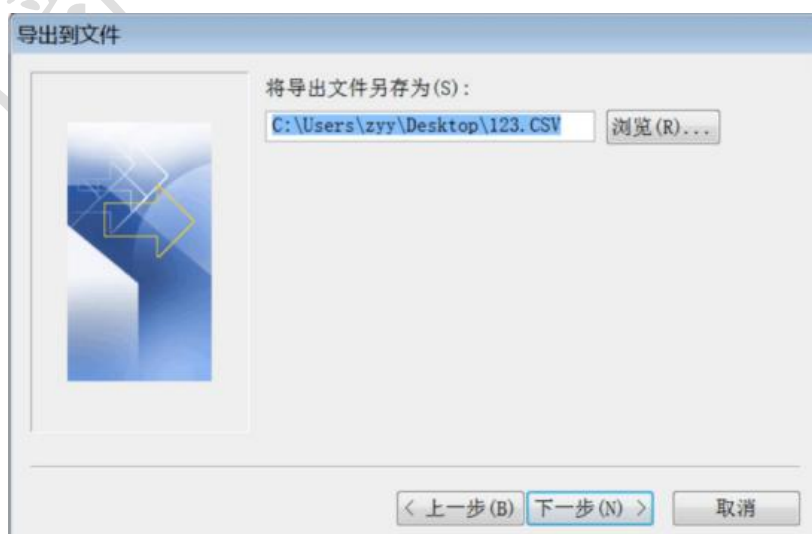 导出到文件
将导出文件另存为(S):
C:\Users\zyy\Desktop\123.CSV 浏览(R)...
< 上一步(B) 下一步(N) > 取消